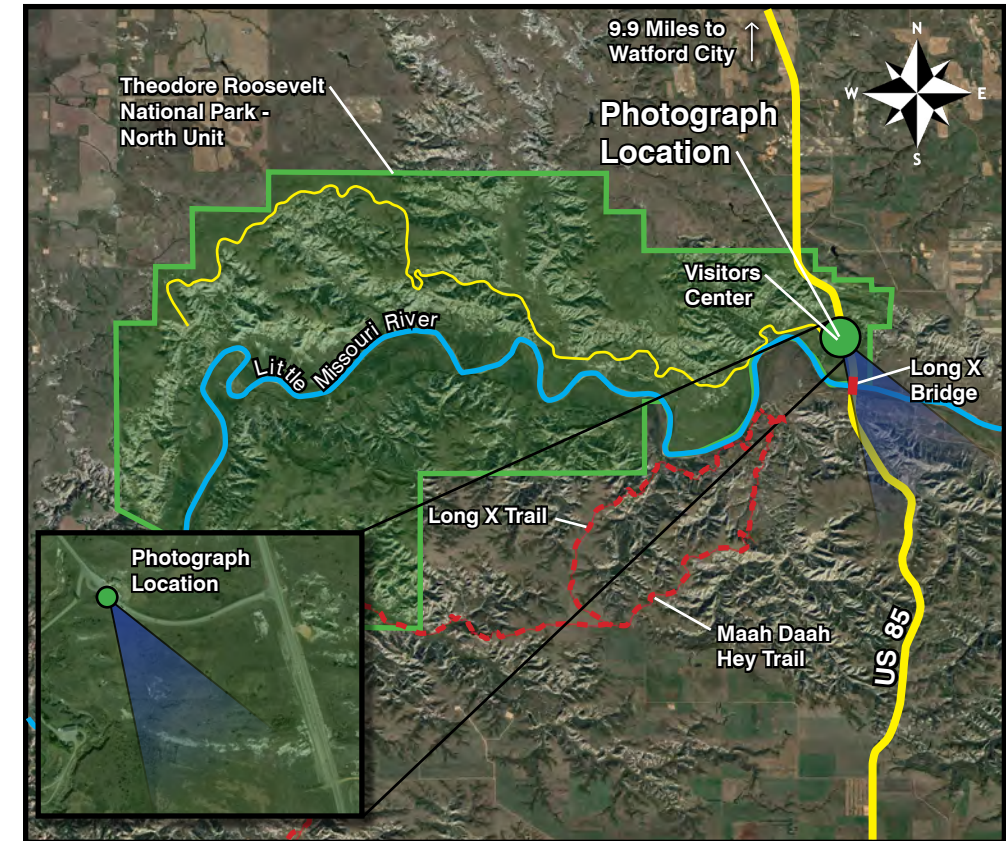 9.9 Miles to
Watford City
N
W
E
S
Theodore Roosevelt
National Park -
North Unit
Photograph
Location
Visitors
Center
Little Missouri River
Long X
Bridge
Long X Trail
Photograph
Location
Maah Daah
Hey Trail
US 85